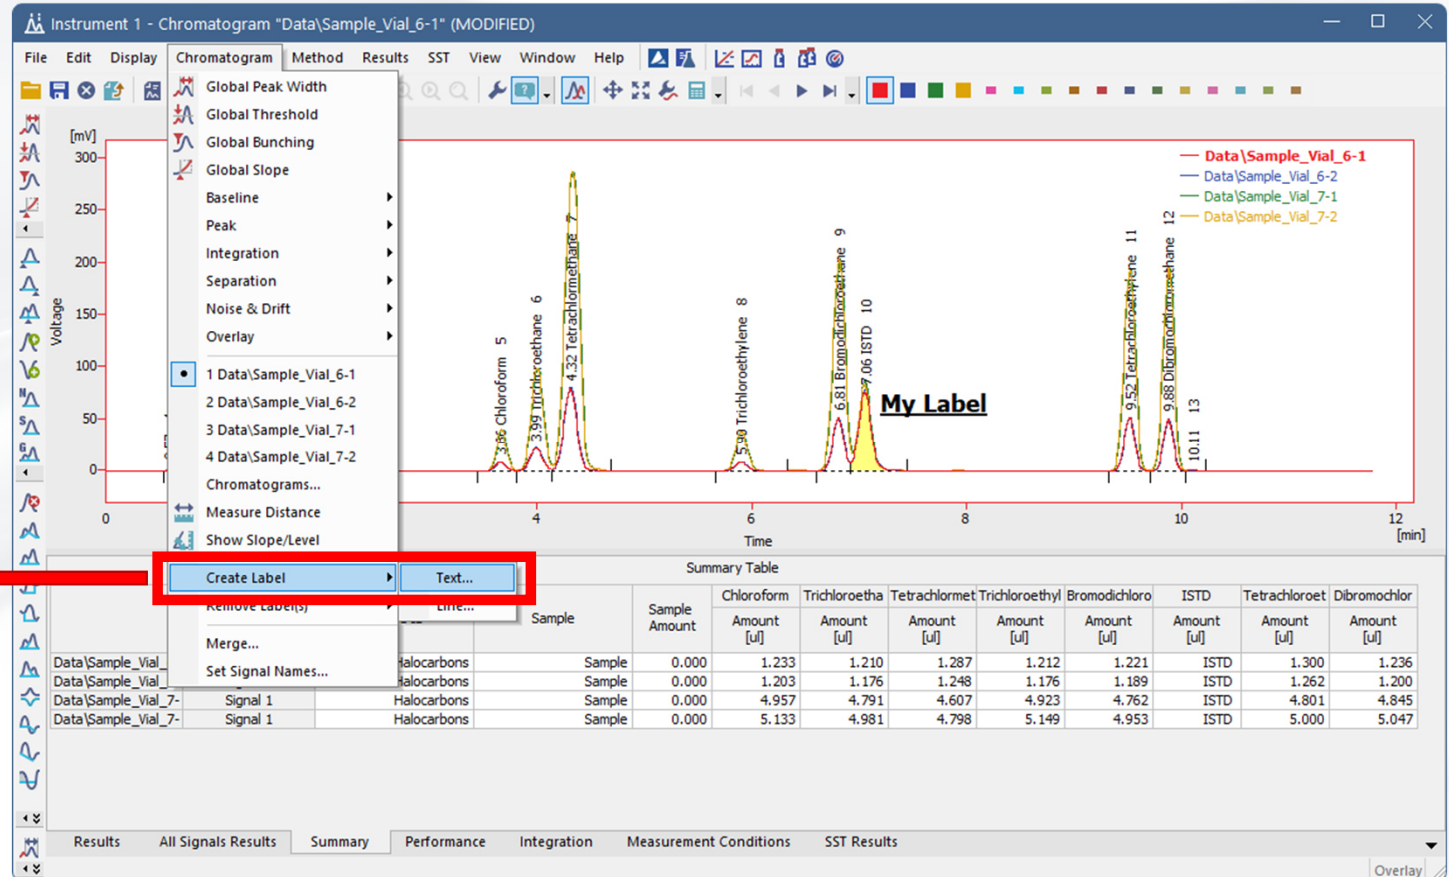 Instrument 1 - Chromatogram "Data\Sample_Vial_6-1" (MODIFIED)
File Edit Display Chromatogram Method Results SST View Window Help
Global Peak Width
Global Threshold
Global Bunching
Global Slope
Baseline
Peak
Integration
Separation
Noise & Drift
Overlay
1 Data\Sample_Vial_6-1
2 Data\Sample_Vial_6-2
3 Data\Sample_Vial_7-1
4 Data\Sample_Vial_7-2
Chromatograms...
Measure Distance
Show Slope/Level
Create Label
Text...
Remove Label(s)
Line...
Merge...
Set Signal Names...
[mV]
300
250
200
150
100
50
0
Voltage
Data\Sample_Vial_6-1
Data\Sample_Vial_6-2
Data\Sample_Vial_7-1
Data\Sample_Vial_7-2
Chloroform 5
3.99 Trichloroethane 6
4.32 Tetrachlormethane 7
5.90 Trichloroethylene 8
6.81 Bromodichloroethane 9
7.06 ISTD 10
My Label
9.52 Tetrachloroethylene 11
9.88 Dibromochloromethane 12
10.11 13
0 4 6 8 10 12
Time
[min]
Summary Table
Sample
Sample Amount
Chloroform Trichloroetha Tetrachlormet Trichloroethyl Bromodichloro ISTD Tetrachloroet Dibromochlor
Amount Amount Amount Amount Amount Amount Amount Amount
[ul] [ul] [ul] [ul] [ul] [ul] [ul] [ul]
Data\Sample_Vial_ Halocarbons Sample 0.000 1.233 1.210 1.287 1.212 1.221 ISTD 1.300 1.236
Data\Sample_Vial_ Halocarbons Sample 0.000 1.203 1.176 1.248 1.176 1.189 ISTD 1.262 1.200
Data\Sample_Vial_7- Signal 1 Halocarbons Sample 0.000 4.957 4.791 4.607 4.923 4.762 ISTD 4.801 4.845
Data\Sample_Vial_7- Signal 1 Halocarbons Sample 0.000 5.133 4.981 4.798 5.149 4.953 ISTD 5.000 5.047
Results All Signals Results Summary Performance Integration Measurement Conditions SST Results
Overlay